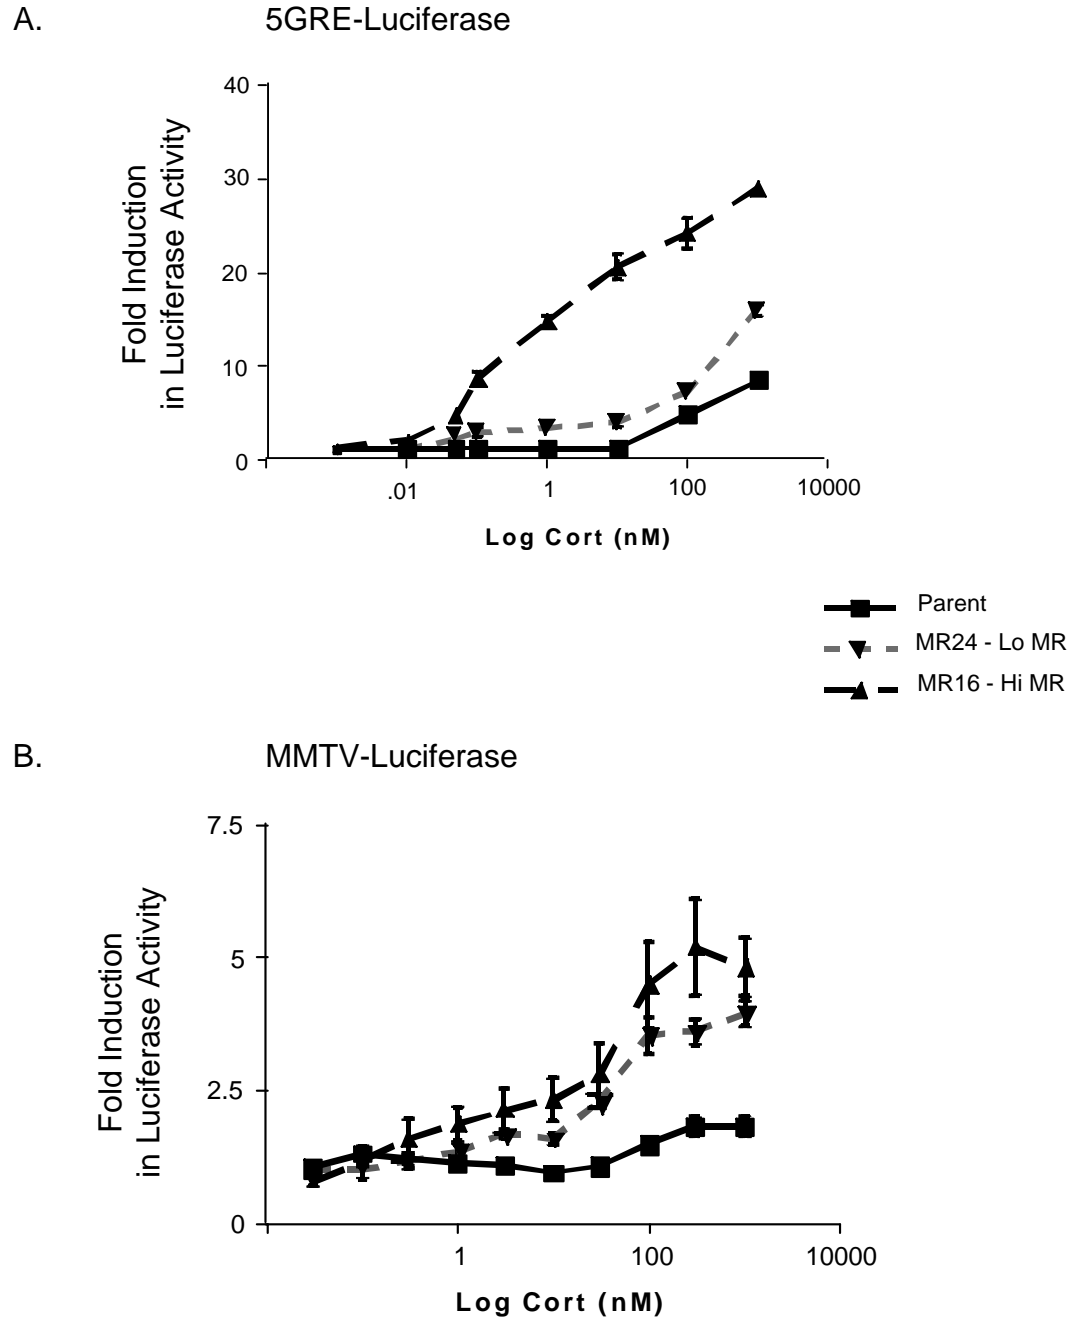 A.
5GRE-Luciferase
40
30
20
10
0
Fold Induction
in Luciferase Activity
.01
1
100
10000
Log Cort (nM)
Parent
MR24 - Lo MR
MR16 - Hi MR
B.
MMTV-Luciferase
7.5
5
2.5
0
Fold Induction
in Luciferase Activity
1
100
10000
Log Cort (nM)